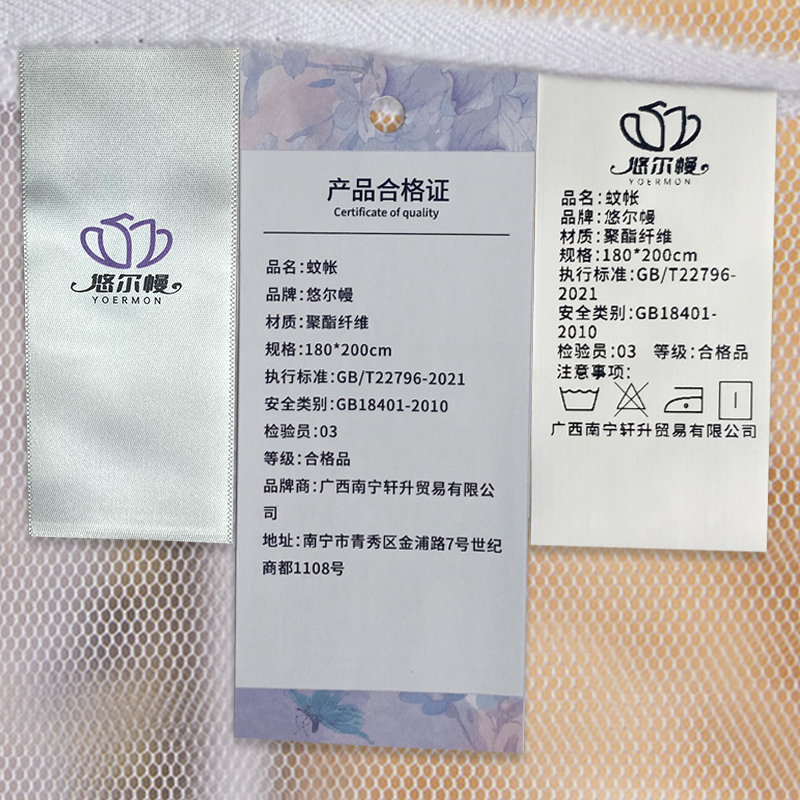 悠尔幔
YOERMON
产品合格证
Certificate of quality
品名:蚊帐
品牌:悠尔幔
材质:聚酯纤维
规格:180*200cm
执行标准:GB/T22796-2021
安全类别:GB18401-2010
检验员:03
等级:合格品
品牌商:广西南宁轩升贸易有限公
司
地址:南宁市青秀区金浦路7号世纪
商都1108号
悠尔幔
YOERMON
品名:蚊帐
品牌:悠尔幔
材质:聚酯纤维
规格:180*200cm
执行标准:GB/T22796-
2021
安全类别:GB18401-
2010
检验员:03 等级:合格品
注意事项:
广西南宁轩升贸易有限公司